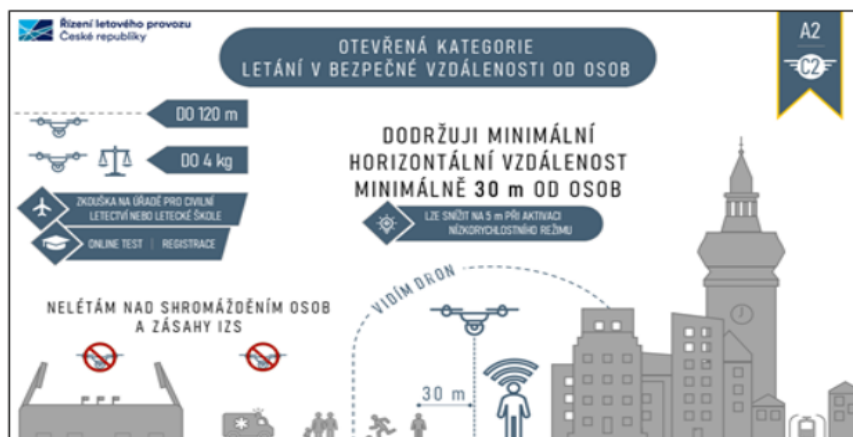 Řízení letového provozu
České republiky
OTEVŘENÁ KATEGORIE
LETÁNÍ V BEZPEČNÉ VZDÁLENOSTI OD OSOB
A2
C2
DO 120 m
DO 4 kg
ZKOUŠKA NA ÚŘADĚ PRO CIVILNÍ
LETECTVÍ NEBO LETECKÉ ŠKOLE
ONLINE TEST | REGISTRACE
DODRŽUJI MINIMÁLNÍ
HORIZONTÁLNÍ VZDÁLENOST
MINIMÁLNĚ 30 m OD OSOB
LZE SNÍŽIT NA 5 m PŘI AKTIVACI
NÍZKORYCHLOSTNÍHO REŽIMU
NELÉTÁM NAD SHROMÁŽDĚNÍM OSOB
A ZÁSAHY IZS
VIDÍM DRON
30 m